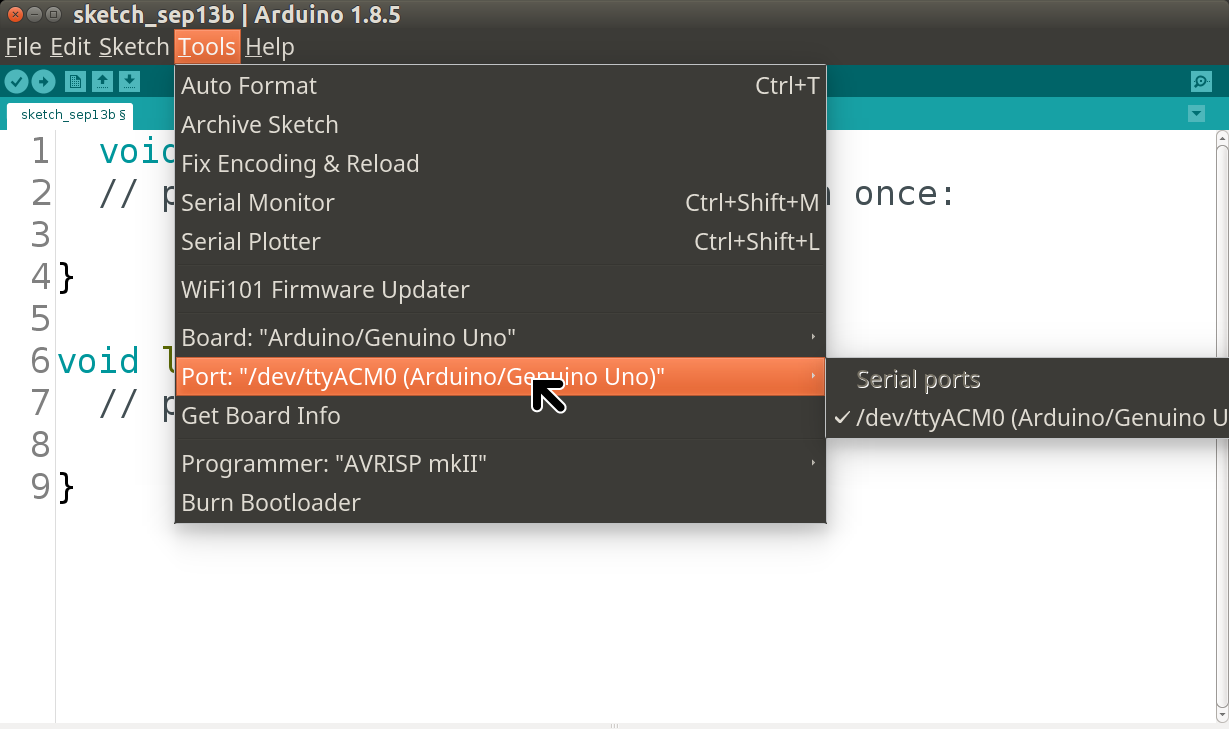 sketch_sep13b | Arduino 1.8.5
File Edit Sketch Tools Help
sketch_sep13b §
Auto Format Ctrl+T
Archive Sketch
Fix Encoding & Reload
Serial Monitor Ctrl+Shift+M
Serial Plotter Ctrl+Shift+L
WiFi101 Firmware Updater
Board: "Arduino/Genuino Uno"
Port: "/dev/ttyACM0 (Arduino/Genuino Uno)"
Get Board Info
Programmer: "AVRISP mkII"
Burn Bootloader
Serial ports
/dev/ttyACM0 (Arduino/Genuino U
1 void
2 // once:
3
4 }
5
6 void
7 //
8
9 }